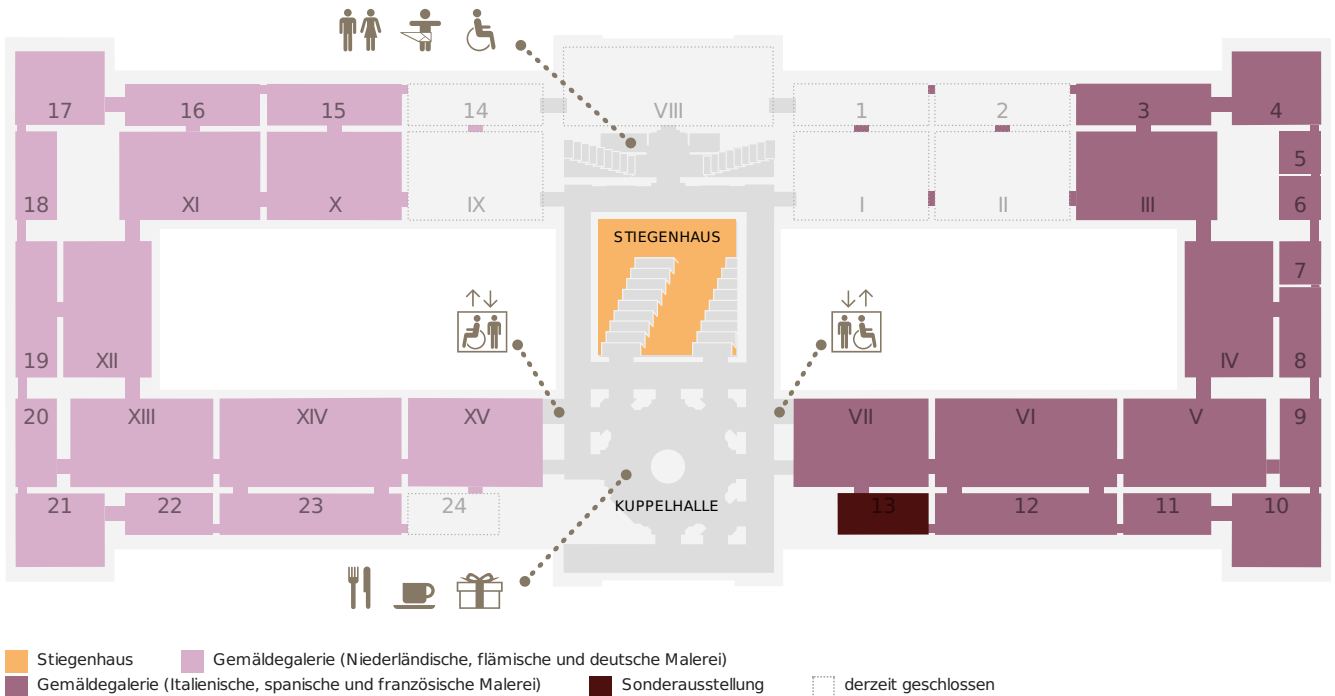 17 16 15 14 VIII 1 2 3 4
5
18 XI X IX I II III 6
STIEGENHAUS
7
19 XII IV 8
20 XIII XIV XV VII VI V 9
21 22 23 24 KUPPELHALLE 13 12 11 10
Stiegenhaus Gemäldegalerie (Niederländische, flämische und deutsche Malerei)
Gemäldegalerie (Italienische, spanische und französische Malerei) Sonderausstellung derzeit geschlossen